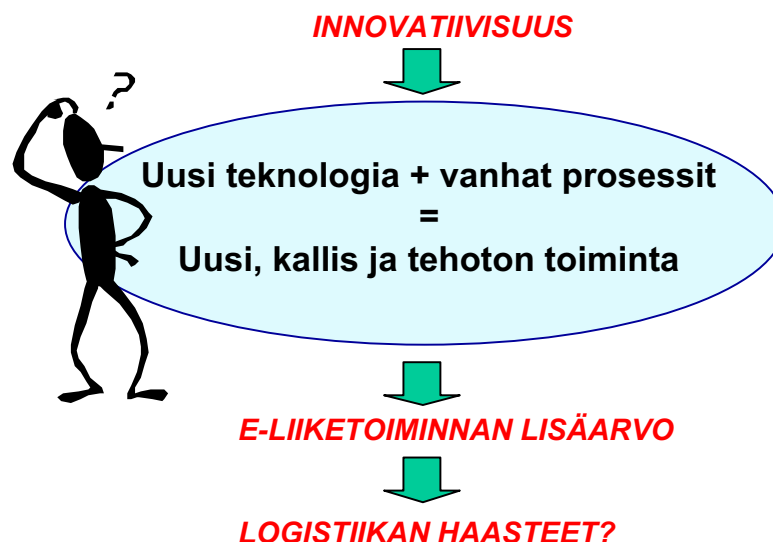 INNOVATIIVISUUS
?
Uusi teknologia + vanhat prosessit
=
Uusi, kallis ja tehoton toiminta
E-LIIKETOIMINNAN LISÄARVO
LOGISTIIKAN HAASTEET?